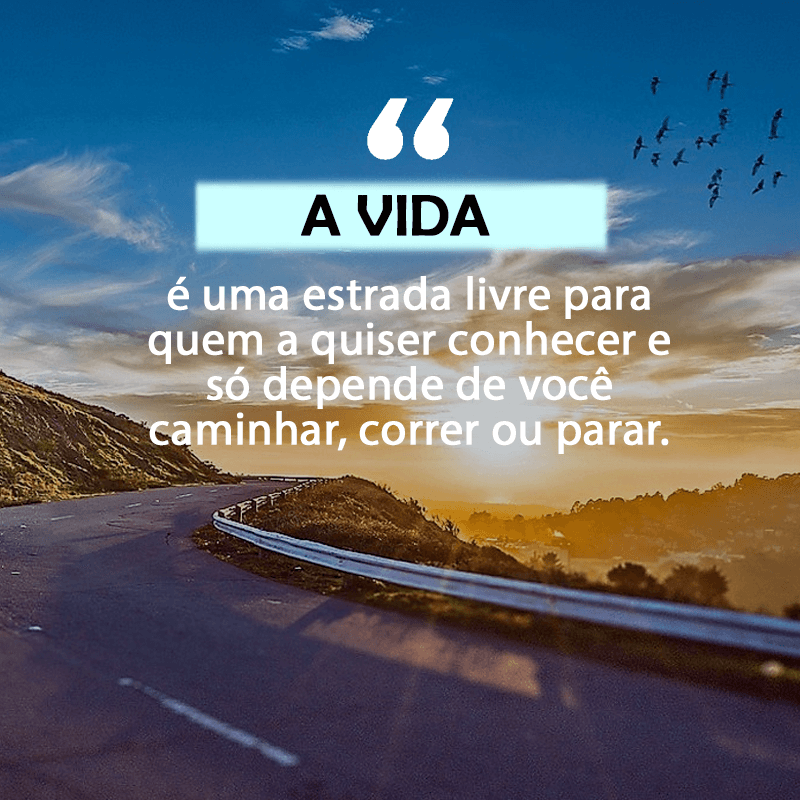 “
A VIDA
é uma estrada livre para
quem a quiser conhecer e
só depende de você
caminhar, correr ou parar.